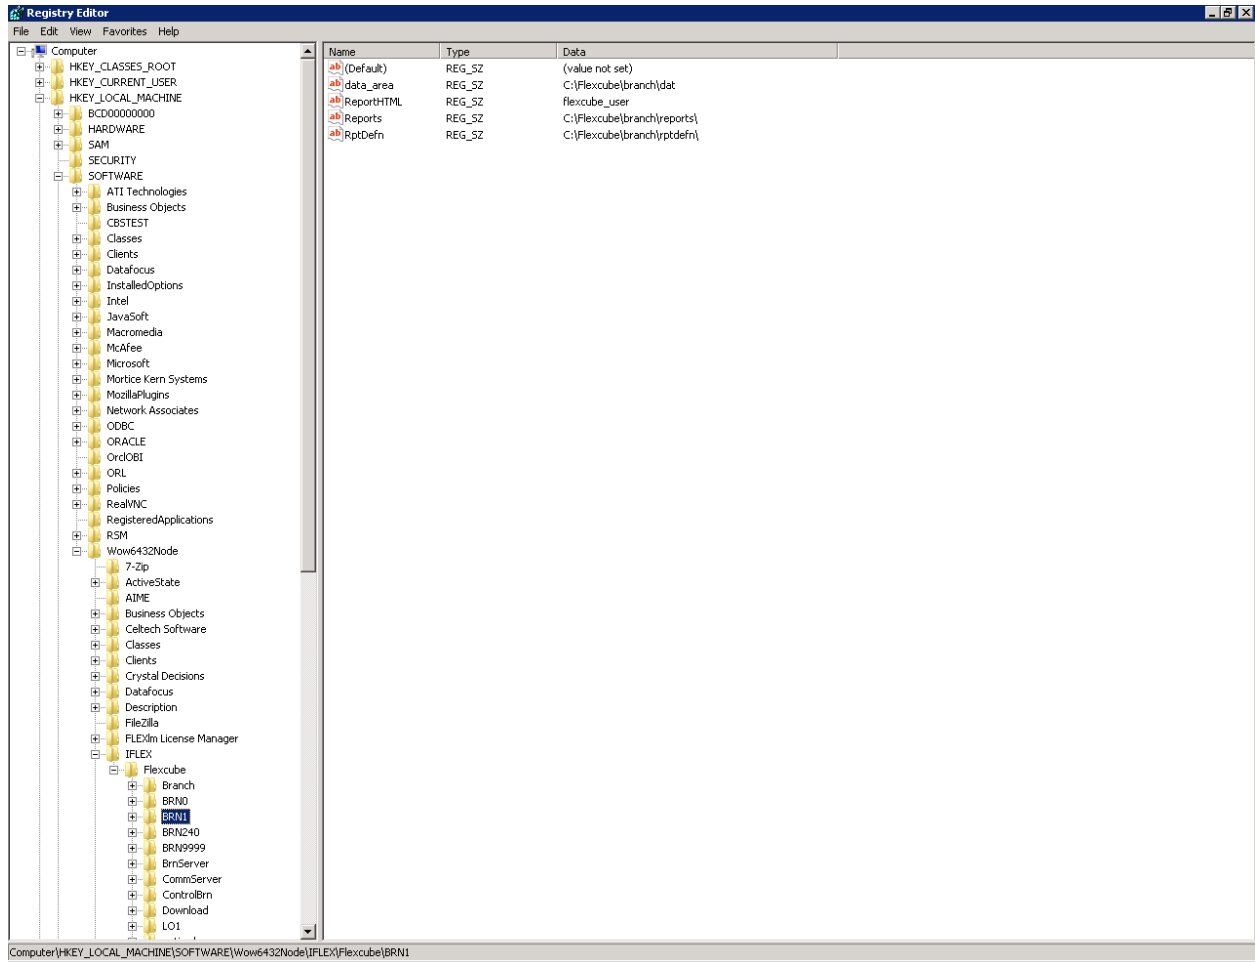 Registry Editor
File Edit View Favorites Help
Computer
HKEY_CLASSES_ROOT
HKEY_CURRENT_USER
HKEY_LOCAL_MACHINE
BCD00000000
HARDWARE
SAM
SECURITY
SOFTWARE
ATI Technologies
Business Objects
CBSTEST
Classes
Clients
Datafocus
InstalledOptions
Intel
JavaSoft
Macromedia
McAfee
Microsoft
Mortice Kern Systems
MozillaPlugins
Network Associates
ODBC
ORACLE
OrclOBI
ORL
Policies
RealVNC
RegisteredApplications
RSM
Wow6432Node
7-Zip
ActiveState
AIME
Business Objects
Celtech Software
Classes
Clients
Crystal Decisions
Datafocus
Description
FileZilla
FLEXlm License Manager
IFLEX
Flexcube
Branch
BRN0
BRN1
BRN240
BRN9999
BrnServer
CommServer
ControlBrn
Download
LO1
Name Type Data
(Default) REG_SZ (value not set)
data_area REG_SZ C:\Flexcube\branch\dat
ReportHTML REG_SZ flexcube_user
Reports REG_SZ C:\Flexcube\branch\reports\
RptDefn REG_SZ C:\Flexcube\branch\rptdefn\
Computer\HKEY_LOCAL_MACHINE\SOFTWARE\Wow6432Node\IFLEX\Flexcube\BRN1